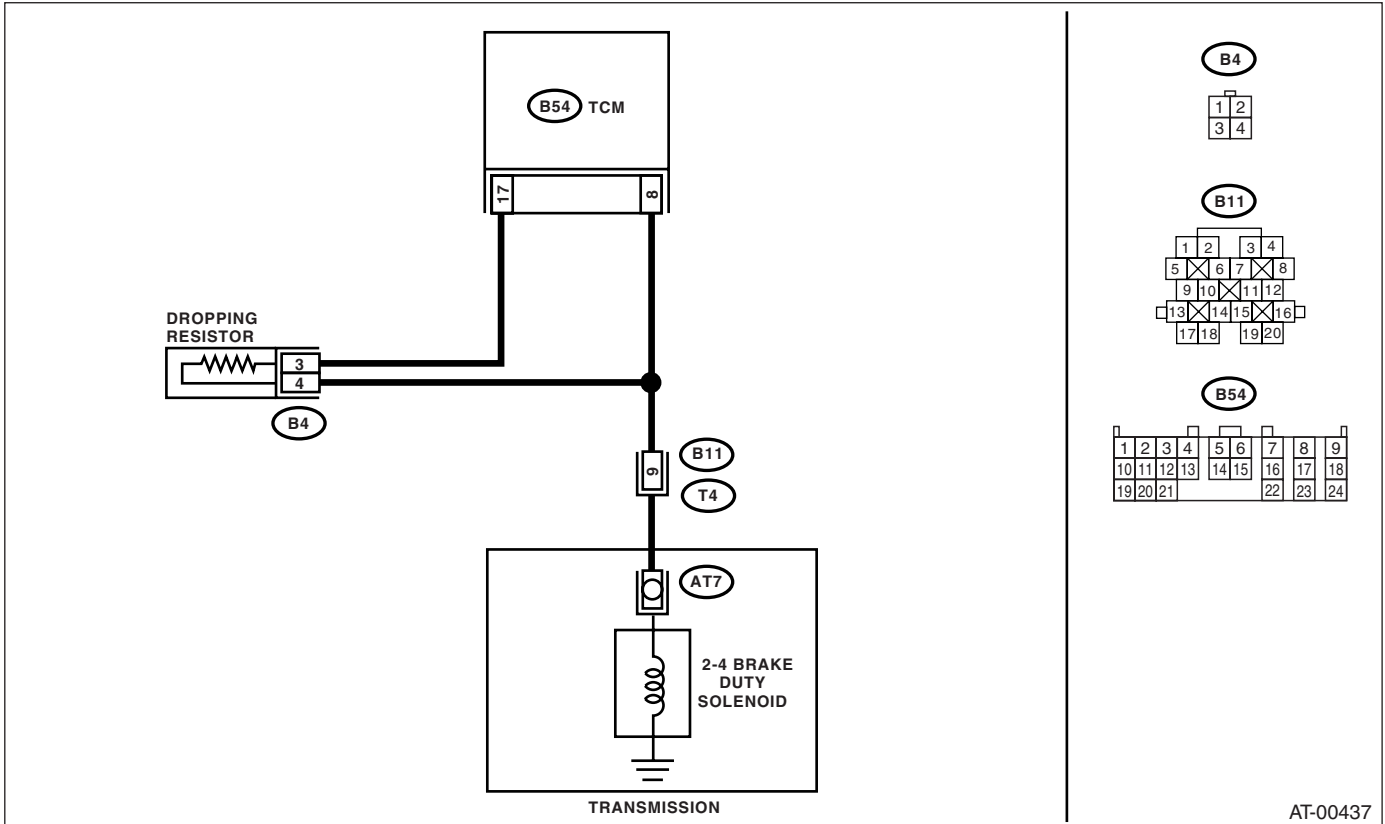 B54 TCM
17 8
DROPPING
RESISTOR
3
4
B4
B11
9
T4
AT7
2-4 BRAKE
DUTY
SOLENOID
TRANSMISSION
B4
1 2
3 4
B11
1 2 3 4
5 6 7 8
9 10 11 12
13 14 15 16
17 18 19 20
B54
1 2 3 4 5 6 7 8 9
10 11 12 13 14 15 16 17 18
19 20 21 22 23 24
AT-00437